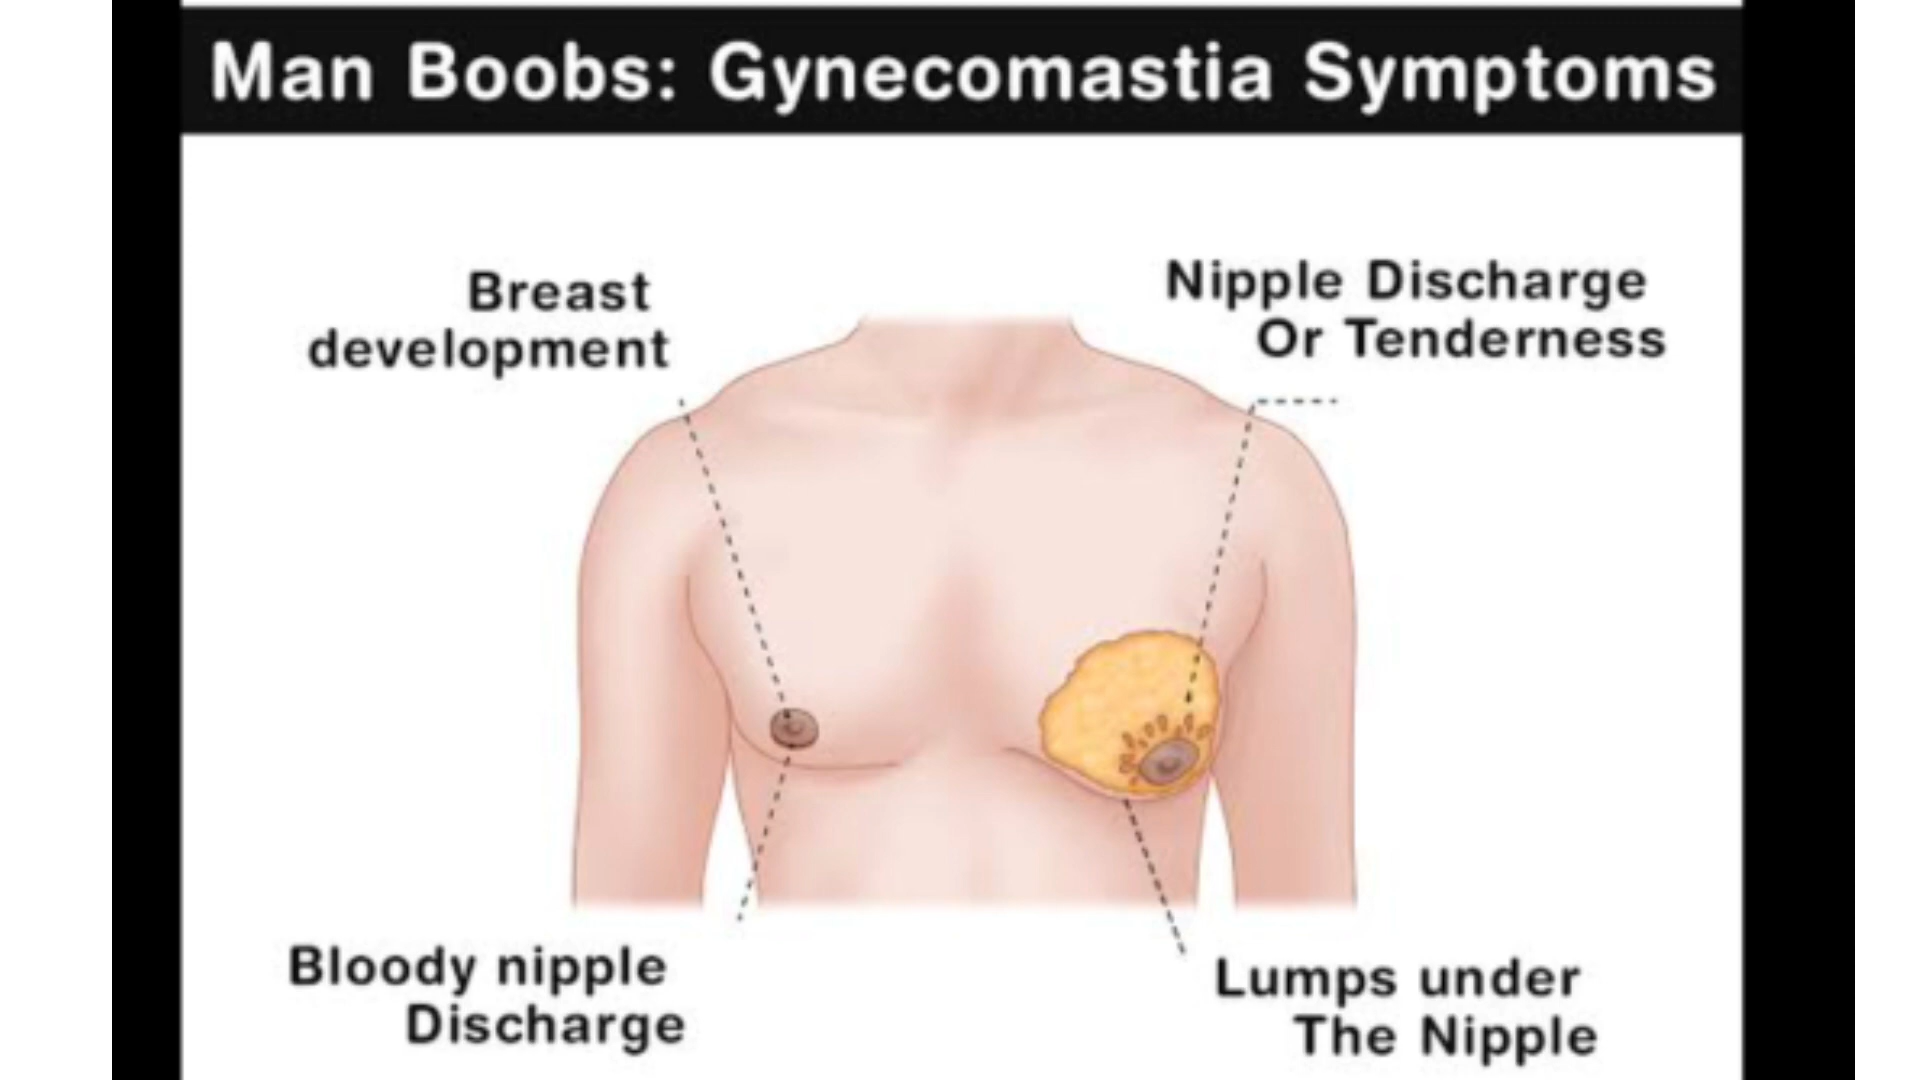 Man Boobs: Gynecomastia Symptoms
Breast
development
Nipple Discharge
Or Tenderness
Bloody nipple
Discharge
Lumps under
The Nipple